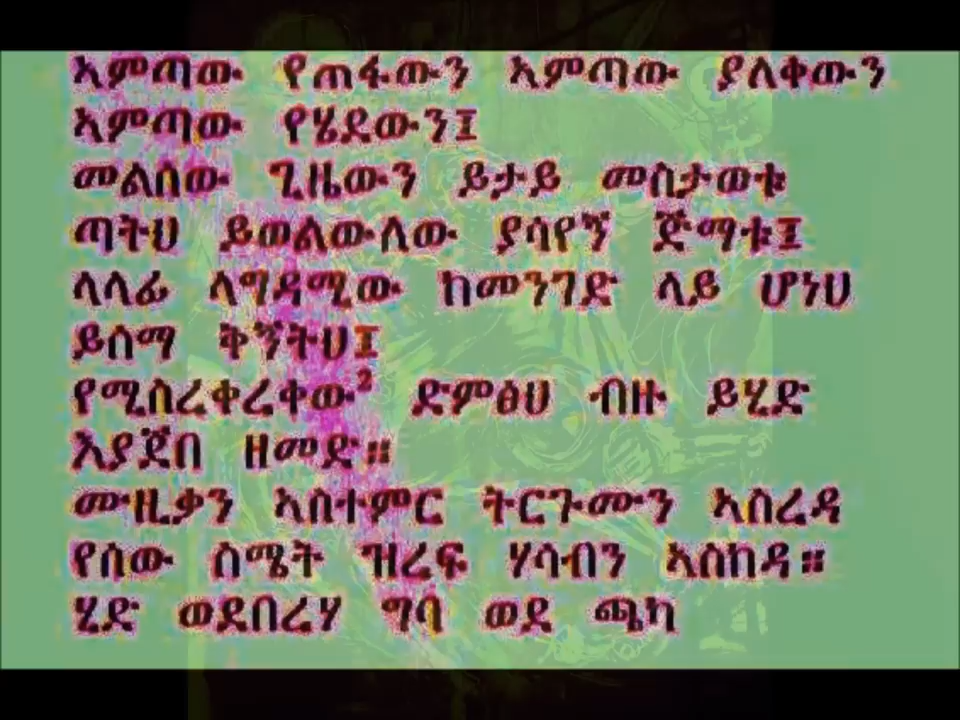 ኣምጣው የጠፋውን ኣምጣው ያለቀውን
ኣምጣው የሄደውን፤
መልሰው ጊዜውን ይታይ መስታወቱ
ጣትህ ይወልውለው ያሳየኝ ጅማቱ፤
ላላፊ ላግዳሚው ከመንገድ ላይ ሆነህ
ይሰማ ቅኝትህ፤
የሚስረቀረቀው² ድምፅህ ብዙ ይሂድ
እያጀበ ዘመድ።
ሙዚቃን ኣስተምር ትርጉሙን ኣስረዳ
የሰው ስሜት ዝረፍ ሃሳብን ኣስከዳ።
ሂድ ወደበረሃ ግባ ወደ ጫካ